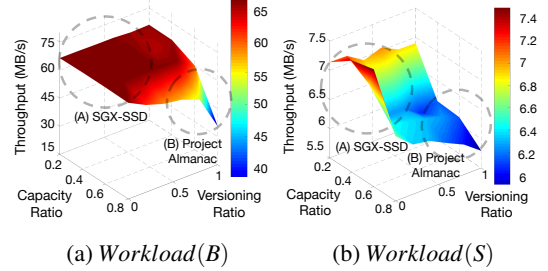 75
60
45
30
15
Throughput (MB/s)
0.2
0.4
0.6
0.8
Capacity
Ratio
0
0.5
1
Versioning
Ratio
(A) SGX-SSD
(B) Project
Almanac
65
60
55
50
45
40
(a) Workload(B)
7.5
7
6.5
6
5.5
Throughput (MB/s)
0.2
0.4
0.6
0.8
Capacity
Ratio
0
0.5
1
Versioning
Ratio
(A) SGX-SSD
(B) Project
Almanac
7.4
7.2
7
6.8
6.6
6.4
6.2
6
(b) Workload(S)